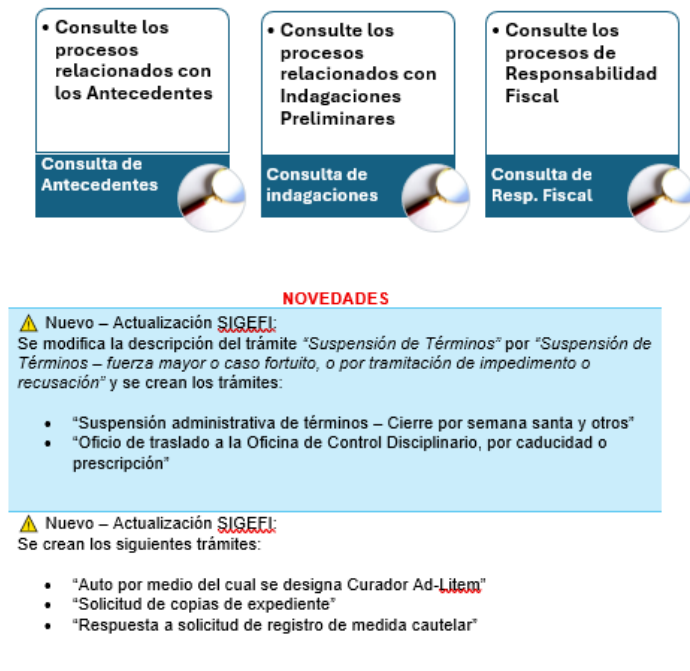 • Consulte los
procesos
relacionados con
los Antecedentes
Consulta de
Antecedentes
• Consulte los
procesos
relacionados con
Indagaciones
Preliminares
Consulta de
indagaciones
• Consulte los
procesos de
Responsabilidad
Fiscal
Consulta de
Resp. Fiscal
NOVEDADES
⚠ Nuevo – Actualización SIGEFI:
Se modifica la descripción del trámite “Suspensión de Términos” por “Suspensión de
Términos – fuerza mayor o caso fortuito, o por tramitación de impedimento o
recusación” y se crean los trámites:
• “Suspensión administrativa de términos – Cierre por semana santa y otros”
• “Oficio de traslado a la Oficina de Control Disciplinario, por caducidad o
prescripción”
⚠ Nuevo – Actualización SIGEFI:
Se crean los siguientes trámites:
• “Auto por medio del cual se designa Curador Ad-Litem”
• “Solicitud de copias de expediente”
• “Respuesta a solicitud de registro de medida cautelar”